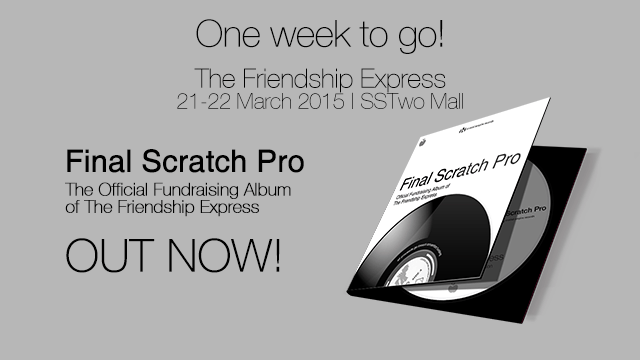 One week to go!
The Friendship Express
21-22 March 2015 | SSTwo Mall
Final Scratch Pro
The Official Fundraising Album
of The Friendship Express
OUT NOW!
Final Scratch Pro
Official Fundraising Album of
The Friendship Express
Scratch Pro